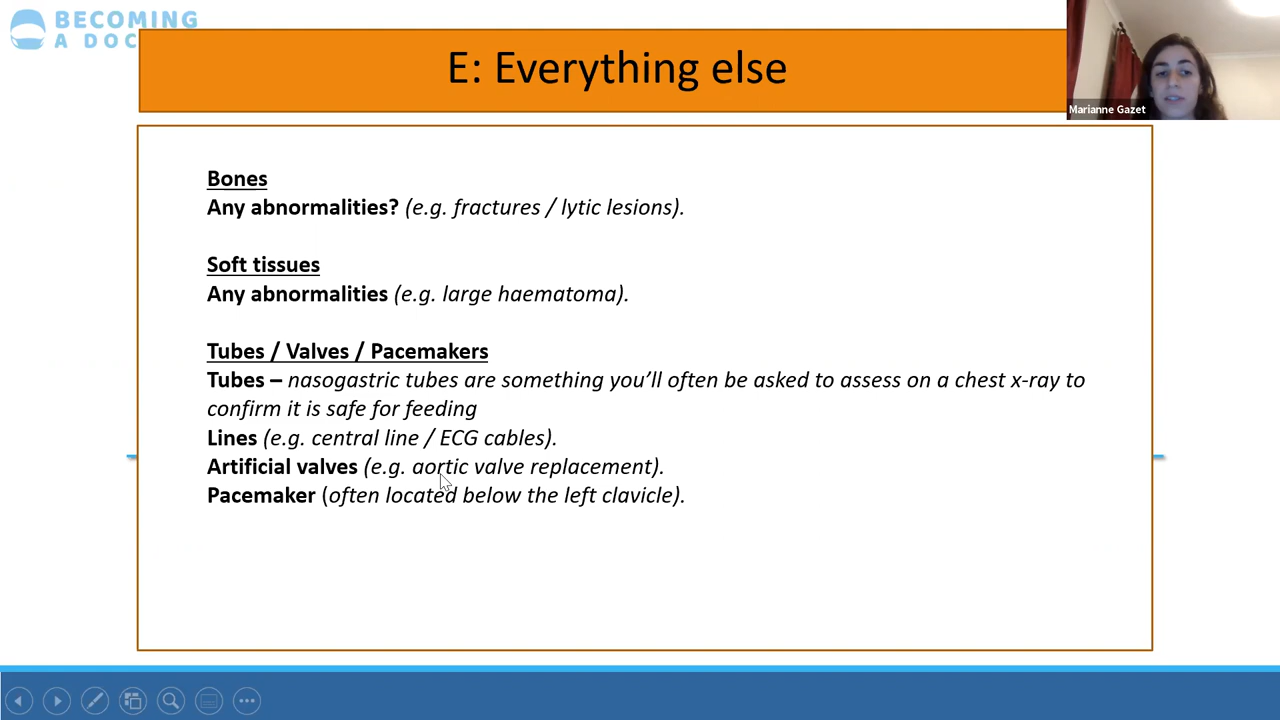 BECOMING
A DOC
E: Everything else
Marianne Gazet
Bones
Any abnormalities? (e.g. fractures / lytic lesions).
Soft tissues
Any abnormalities (e.g. large haematoma).
Tubes / Valves / Pacemakers
Tubes – nasogastric tubes are something you’ll often be asked to assess on a chest x-ray to
confirm it is safe for feeding
Lines (e.g. central line / ECG cables).
Artificial valves (e.g. aortic valve replacement).
Pacemaker (often located below the left clavicle).